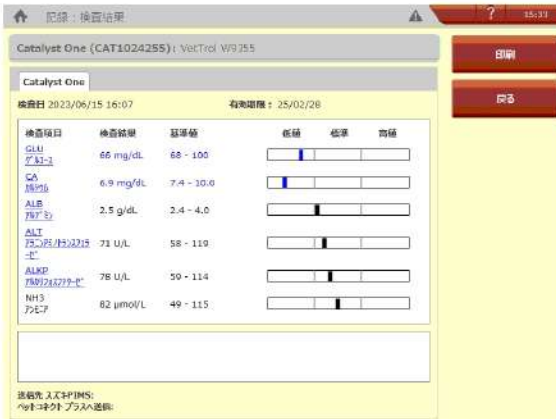 記録：検査結果
? 15:33
Catalyst One (CAT1024255): VetTrol W9355
印刷
戻る
Catalyst One
検査日 2023/06/15 16:07 有効期限：25/02/28
検査項目 検査結果 基準値 低値 標準 高値
GLU
グルコース 66 mg/dL 68 - 100
CA
カルシウム 6.9 mg/dL 7.4 - 10.0
ALB
アルブミン 2.5 g/dL 2.4 - 4.0
ALT
アラニンアミノトランスフェラーゼ 71 U/L 58 - 119
ALKP
アルカリフォスファターゼ 78 U/L 59 - 114
NH3
アンモニア 82 µmol/L 49 - 115
送信先 スズキPIMS:
ペットコネクト プラスへ送信: